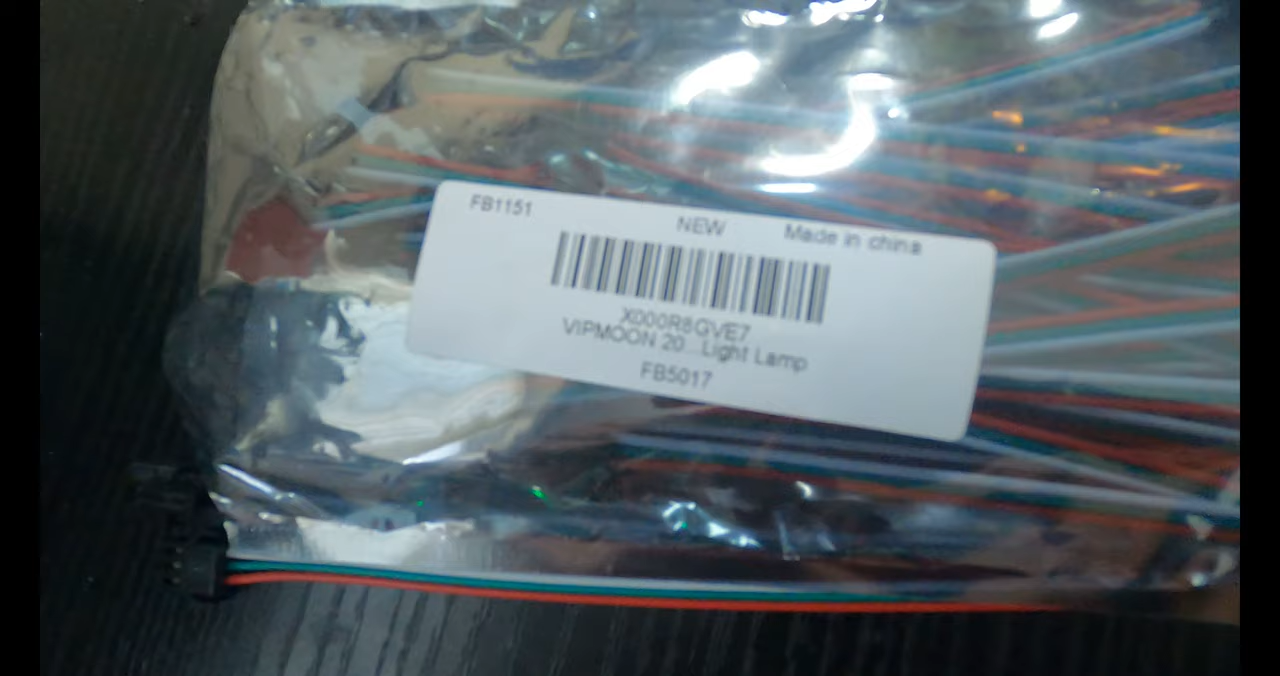 FB1151
NEW
Made in china
X000R8GVE7
VIPMOON 20...Light Lamp
FB5017